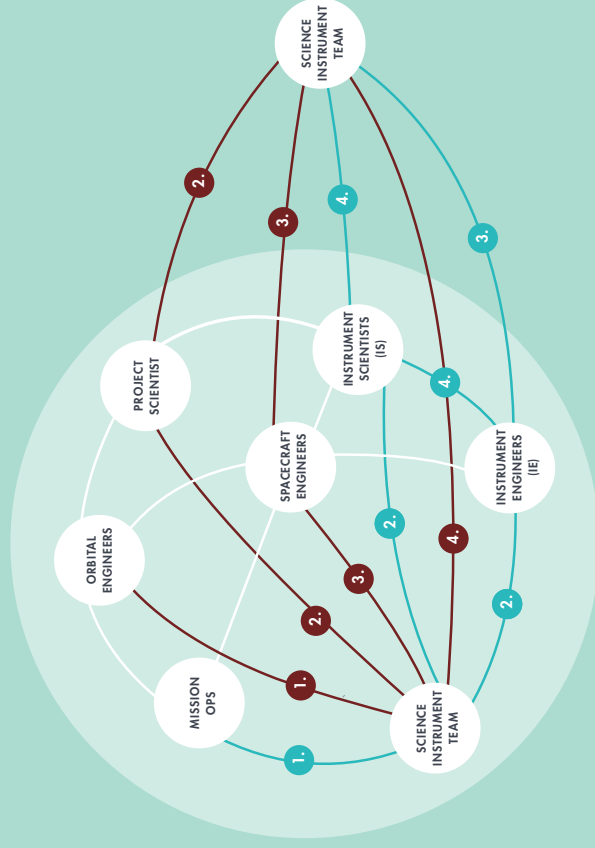 ORBITAL
ENGINEERS
PROJECT
SCIENTIST
MISSION
OPS
2.
SPACECRAFT
ENGINEERS
3.
1.
1.
2.
SCIENCE
INSTRUMENT
TEAM
4.
3.
INSTRUMENT
SCIENTISTS
(IS)
2.
SCIENCE
INSTRUMENT
TEAM
4.
4.
3.
2.
INSTRUMENT
ENGINEERS
(IE)